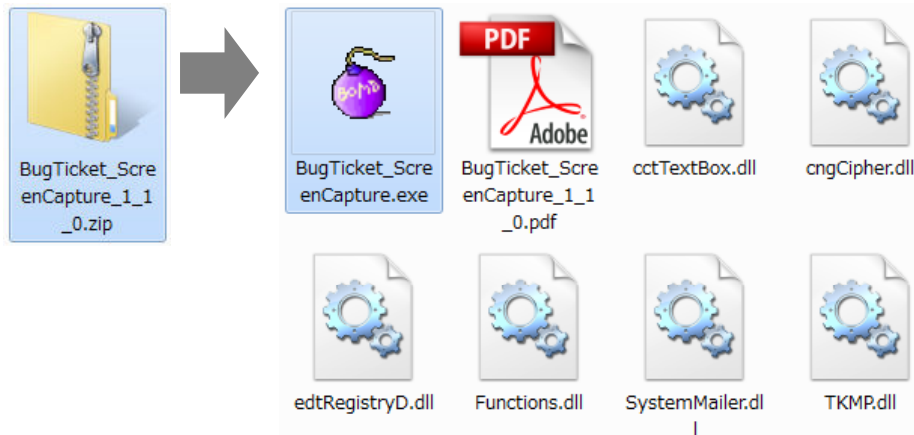 BugTicket_Scre
enCapture_1_1
_0.zip
BOMB
BugTicket_Scre
enCapture.exe
PDF
Adobe
BugTicket_Scre
enCapture_1_1
_0.pdf
cctTextBox.dll
cngCipher.dll
edtRegistryD.dll
Functions.dll
SystemMailer.dl
l
TKMP.dll